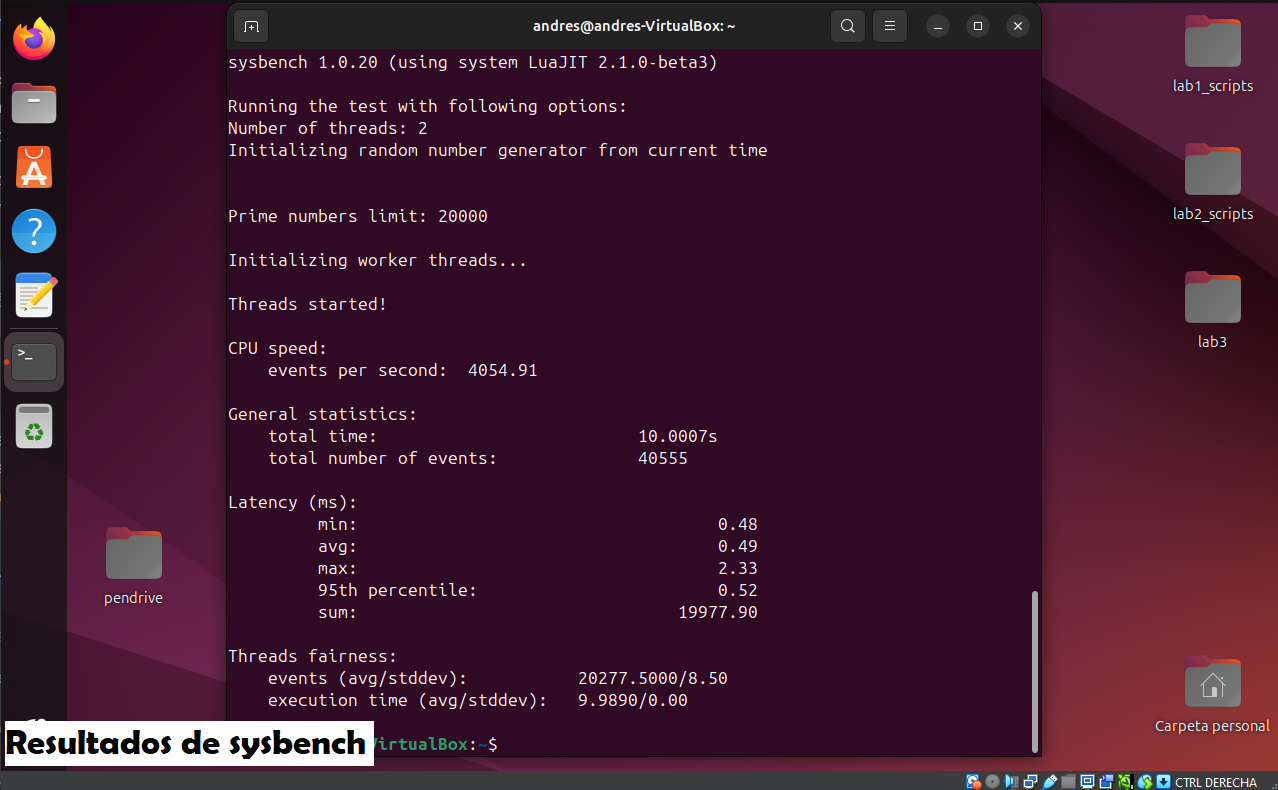 andres@andres-VirtualBox: ~
sysbench 1.0.20 (using system LuaJIT 2.1.0-beta3)
Running the test with following options:
Number of threads: 2
Initializing random number generator from current time
Prime numbers limit: 20000
Initializing worker threads...
Threads started!
CPU speed:
events per second: 4054.91
General statistics:
total time: 10.0007s
total number of events: 40555
Latency (ms):
min: 0.48
avg: 0.49
max: 2.33
95th percentile: 0.52
sum: 19977.90
Threads fairness:
events (avg/stddev): 20277.5000/8.50
execution time (avg/stddev): 9.9890/0.00
VirtualBox:~$
Resultados de sysbench
pendrive
lab1_scripts
lab2_scripts
lab3
Carpeta personal
CTRL DERECHA